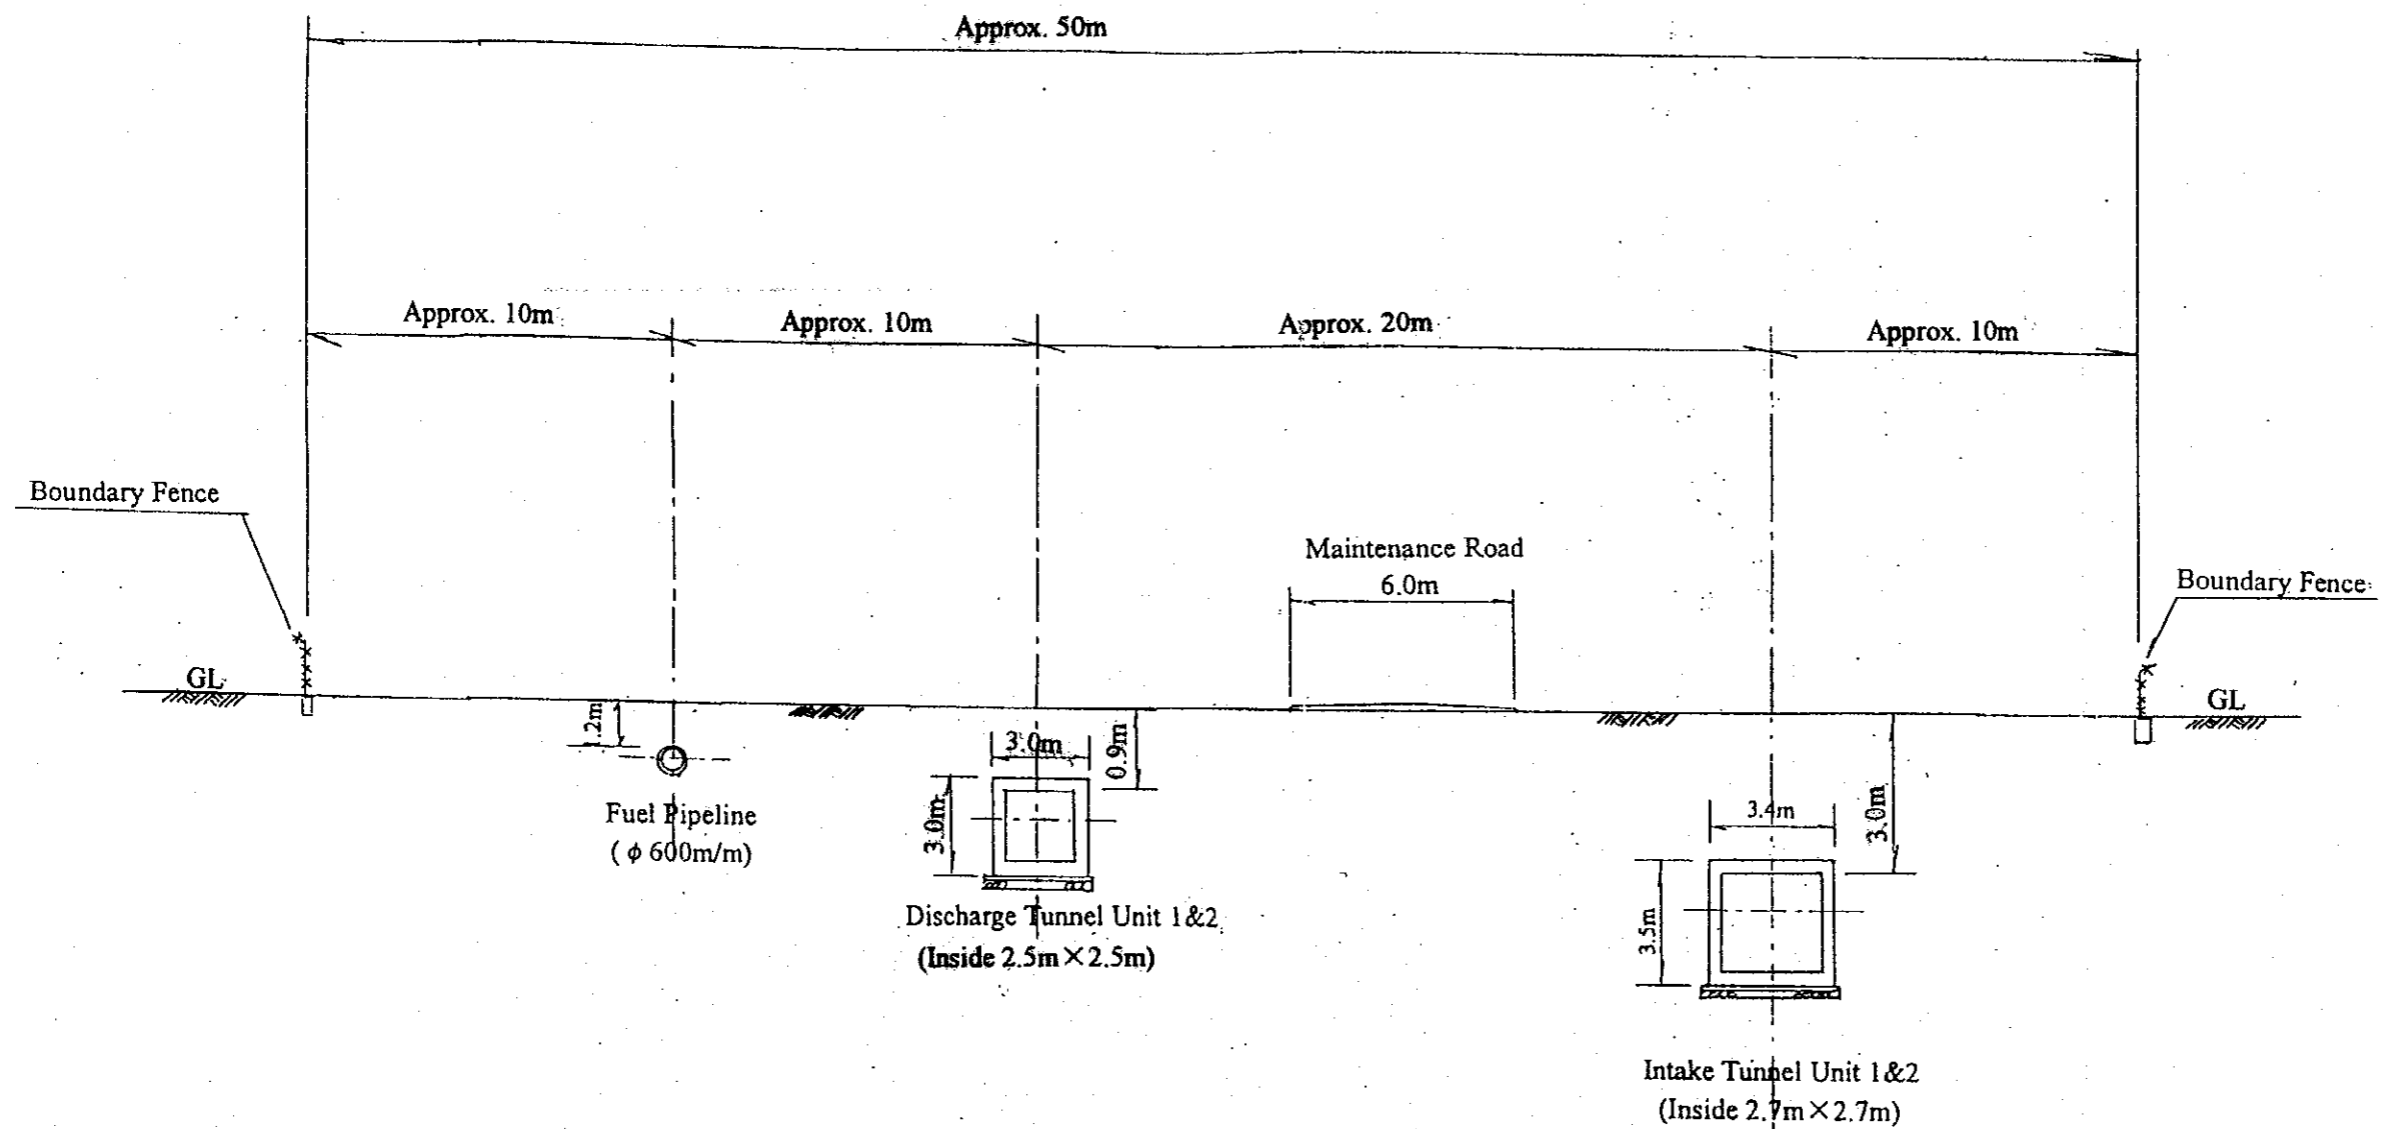 Approx. 50m
Approx. 10m
Approx. 10m
Approx. 20m
Approx. 10m
Boundary Fence
Maintenance Road
6.0m
Boundary Fence
GL
GL
.2m
3.0m
0.9m
3.0m
Fuel Pipeline
(ϕ600m/m)
3.4m
3.0m
3.5m
Discharge Tunnel Unit 1&2
(Inside 2.5m×2.5m)
Intake Tunnel Unit 1&2
(Inside 2.7m×2.7m)